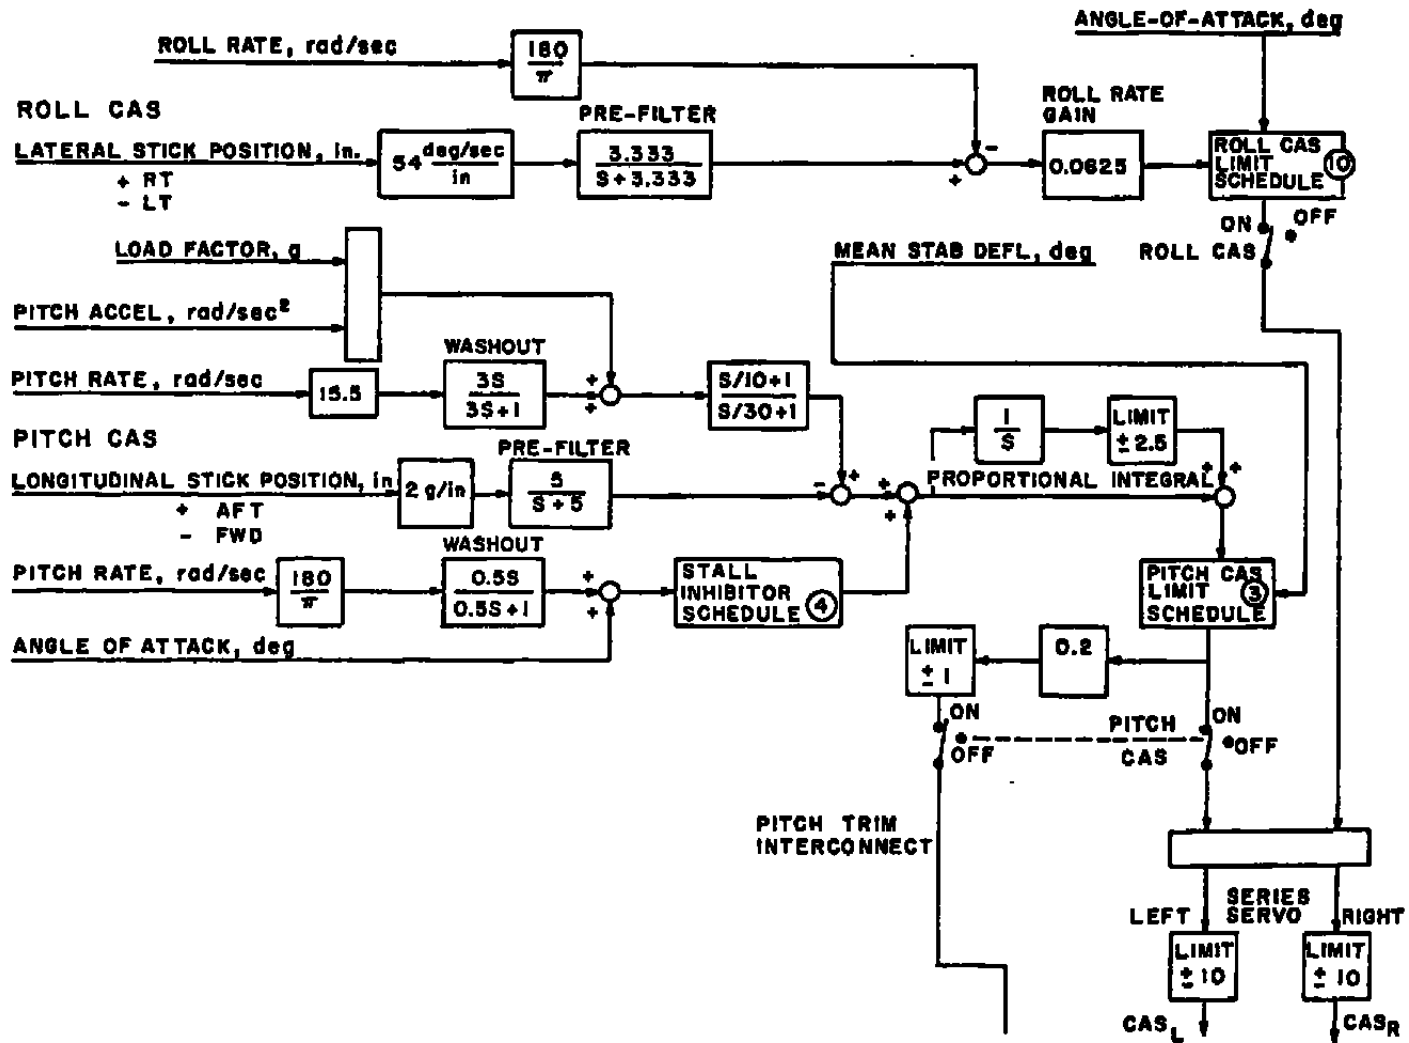 ANGLE-OF-ATTACK, deg
ROLL RATE, rad/sec
180
π
ROLL CAS
PRE-FILTER
ROLL RATE
GAIN
LATERAL STICK POSITION, in.
+ RT
- LT
54 deg/sec
in
3.333
S+3.333
-
+
0.0625
ROLL CAS
LIMIT
SCHEDULE
10
ON
OFF
ROLL CAS
LOAD FACTOR, g
MEAN STAB DEFL, deg
PITCH ACCEL, rad/sec²
WASHOUT
PITCH RATE, rad/sec
15.5
3S
3S+1
+
+
S/10+1
S/30+1
1
S
LIMIT
± 2.5
PITCH CAS
PRE-FILTER
LONGITUDINAL STICK POSITION, in
+ AFT
- FWD
2 g/in
5
S+5
-
+
+
+
PROPORTIONAL INTEGRAL
+
+
WASHOUT
PITCH RATE, rad/sec
180
π
0.5S
0.5S+1
+
+
STALL
INHIBITOR
SCHEDULE
4
PITCH CAS
LIMIT
SCHEDULE
3
ANGLE OF ATTACK, deg
LIMIT
± 1
0.2
ON
OFF
PITCH
CAS
ON
OFF
PITCH TRIM
INTERCONNECT
LEFT
SERIES
SERVO
RIGHT
LIMIT
± 10
LIMIT
± 10
CAS L
CAS R